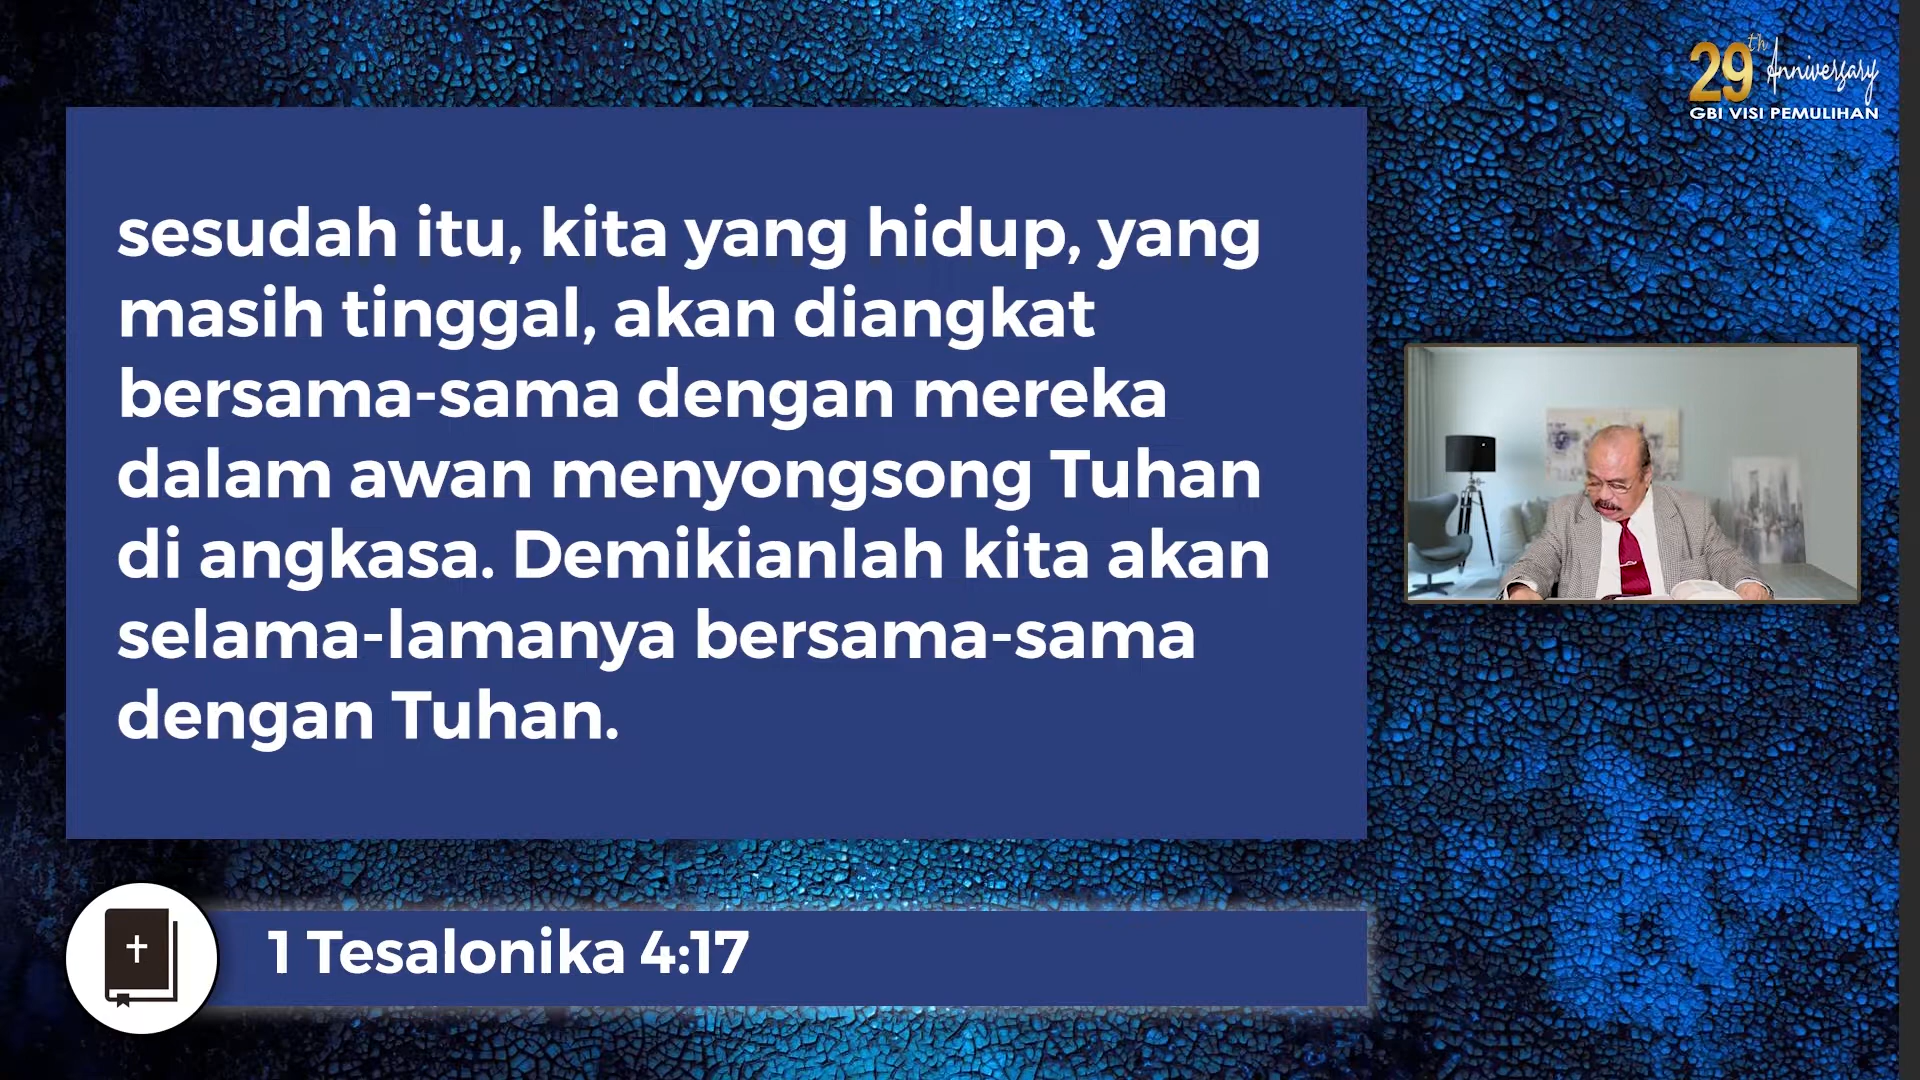 29th Anniversary
GBI VISI PEMULIHAN
sesudah itu, kita yang hidup, yang
masih tinggal, akan diangkat
bersama-sama dengan mereka
dalam awan menyongsong Tuhan
di angkasa. Demikianlah kita akan
selama-lamanya bersama-sama
dengan Tuhan.
1 Tesalonika 4:17